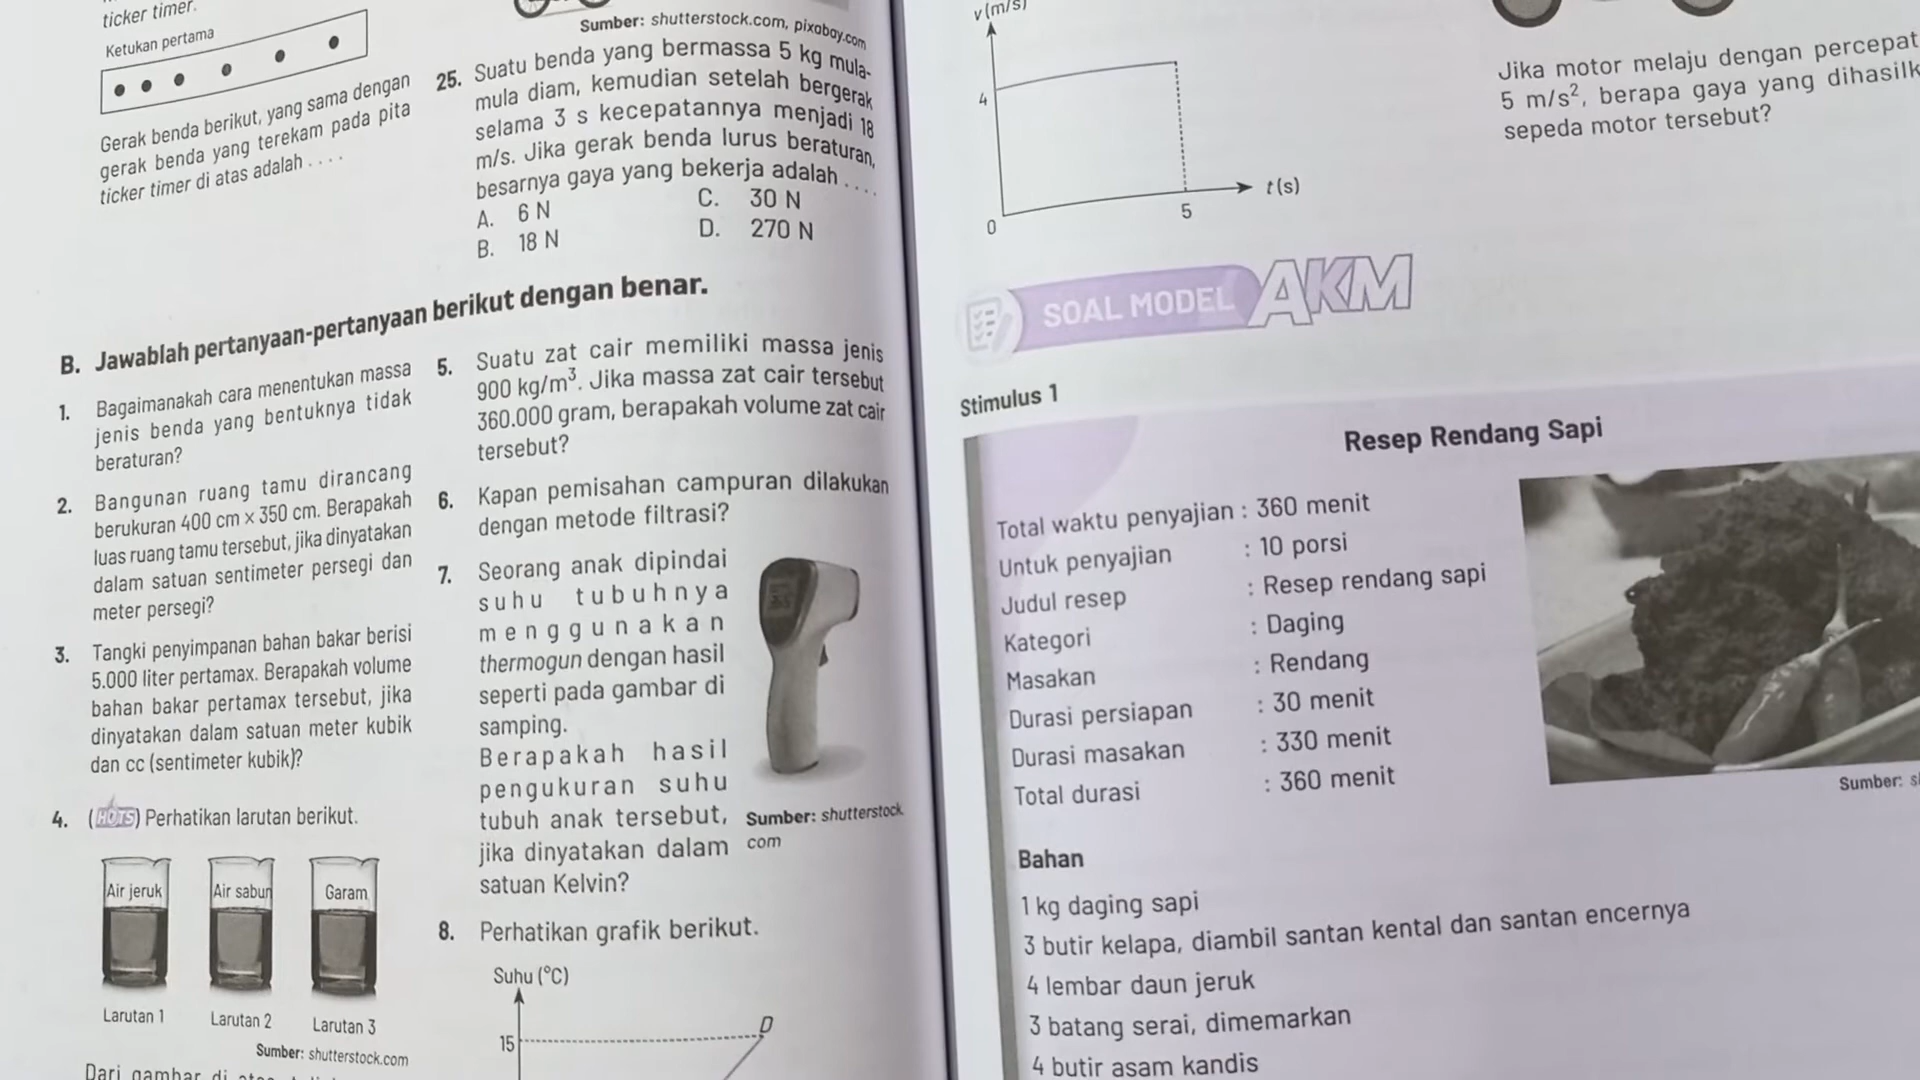 ticker timer.
Ketukan pertama
Gerak benda berikut, yang sama dengan
gerak benda yang terekam pada pita
ticker timer di atas adalah . . . .
Sumber: shutterstock.com, pixabay.com
25. Suatu benda yang bermassa 5 kg mula-
mula diam, kemudian setelah bergerak
selama 3 s kecepatannya menjadi 18
m/s. Jika gerak benda lurus beraturan,
besarnya gaya yang bekerja adalah . . . .
A. 6 N
C. 30 N
B. 18 N
D. 270 N
B. Jawablah pertanyaan-pertanyaan berikut dengan benar.
1. Bagaimanakah cara menentukan massa
jenis benda yang bentuknya tidak
beraturan?
2. Bangunan ruang tamu dirancang
berukuran 400 cm × 350 cm. Berapakah
luas ruang tamu tersebut, jika dinyatakan
dalam satuan sentimeter persegi dan
meter persegi?
3. Tangki penyimpanan bahan bakar berisi
5.000 liter pertamax. Berapakah volume
bahan bakar pertamax tersebut, jika
dinyatakan dalam satuan meter kubik
dan cc (sentimeter kubik)?
4. (HOTS) Perhatikan larutan berikut.
Air jeruk
Air sabun
Garam
Larutan 1
Larutan 2
Larutan 3
Sumber: shutterstock.com
Dari gambar di
5. Suatu zat cair memiliki massa jenis
900 kg/m³. Jika massa zat cair tersebut
360.000 gram, berapakah volume zat cair
tersebut?
6. Kapan pemisahan campuran dilakukan
dengan metode filtrasi?
7. Seorang anak dipindai
suhu tubuhnya
menggunakan
thermogun dengan hasil
seperti pada gambar di
samping.
Berapakah hasil
pengukuran suhu
tubuh anak tersebut,
jika dinyatakan dalam
satuan Kelvin?
Sumber: shutterstock.
com
8. Perhatikan grafik berikut.
Suhu (°C)
15
D
v (m/s)
4
0
5
t (s)
Jika motor melaju dengan percepat
5 m/s², berapa gaya yang dihasilk
sepeda motor tersebut?
SOAL MODEL AKM
Stimulus 1
Resep Rendang Sapi
Total waktu penyajian : 360 menit
Untuk penyajian : 10 porsi
Judul resep : Resep rendang sapi
Kategori : Daging
Masakan : Rendang
Durasi persiapan : 30 menit
Durasi masakan : 330 menit
Total durasi : 360 menit
Sumber: s
Bahan
1 kg daging sapi
3 butir kelapa, diambil santan kental dan santan encernya
4 lembar daun jeruk
3 batang serai, dimemarkan
4 butir asam kandis